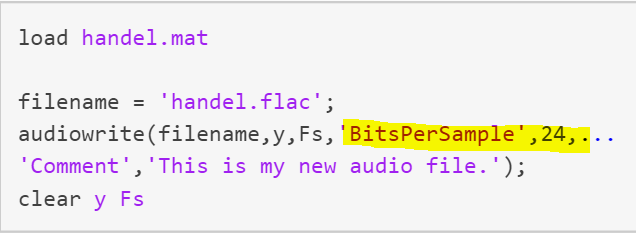 load handel.mat
filename = 'handel.flac';
audiowrite(filename,y,Fs,'BitsPerSample',24,...
'Comment','This is my new audio file.');
clear y Fs